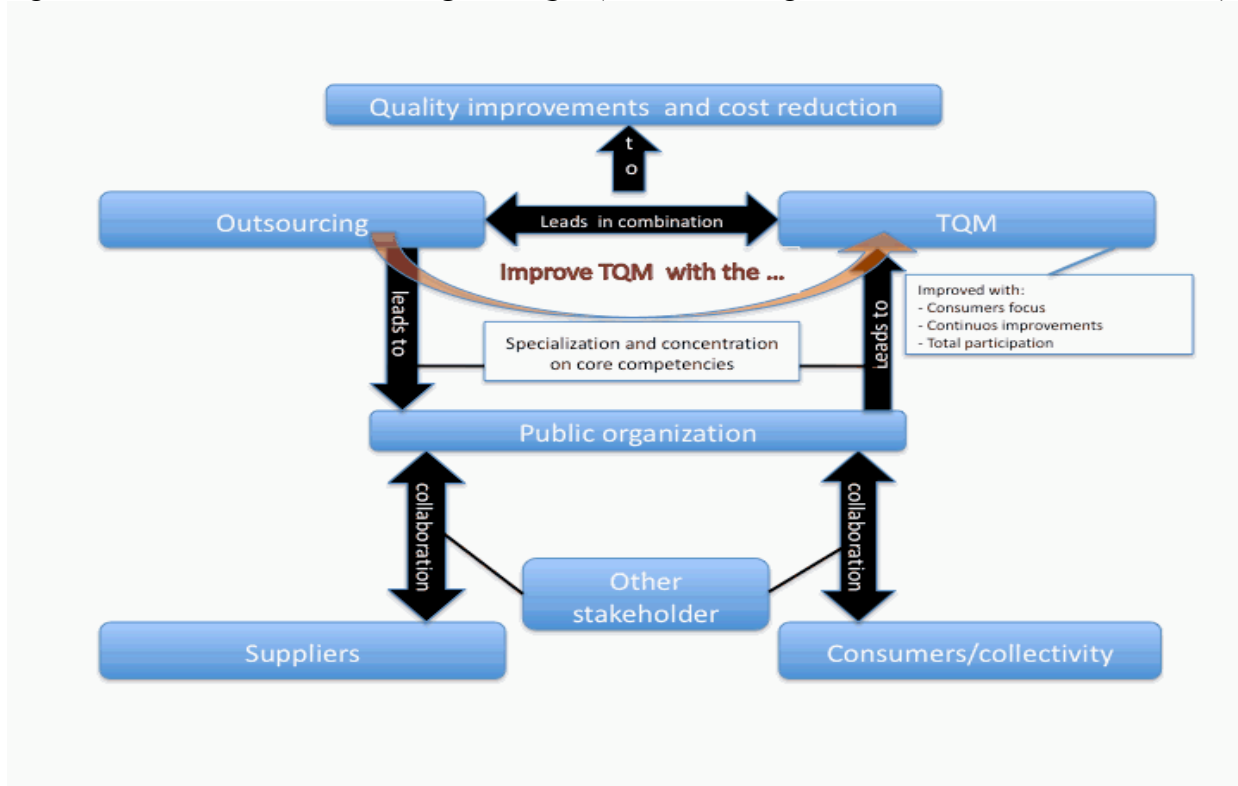 Quality improvements and cost reduction
t
o
Outsourcing
Leads in combination
TQM
Improve TQM with the ...
Improved with:
- Consumers focus
- Continuos improvements
- Total participation
leads to
Specialization and concentration
on core competencies
Leads to
Public organization
collaboration
collaboration
Other
stakeholder
Suppliers
Consumers/collectivity